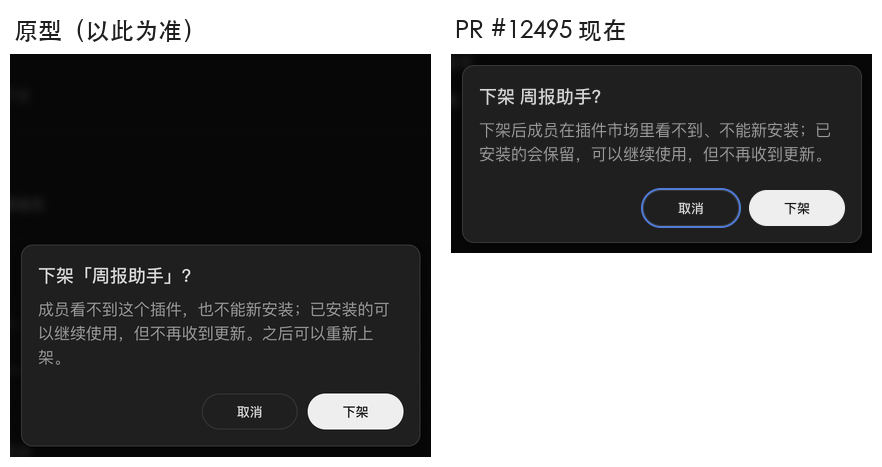 原型（以此为准）
下架「周报助手」?
成员看不到这个插件，也不能新安装；已安装的可
以继续使用，但不再收到更新。之后可以重新上
架。
取消
下架
PR #12495 现在
下架 周报助手?
下架后成员在插件市场里看不到、不能新安装；已
安装的会保留，可以继续使用，但不再收到更新。
取消
下架